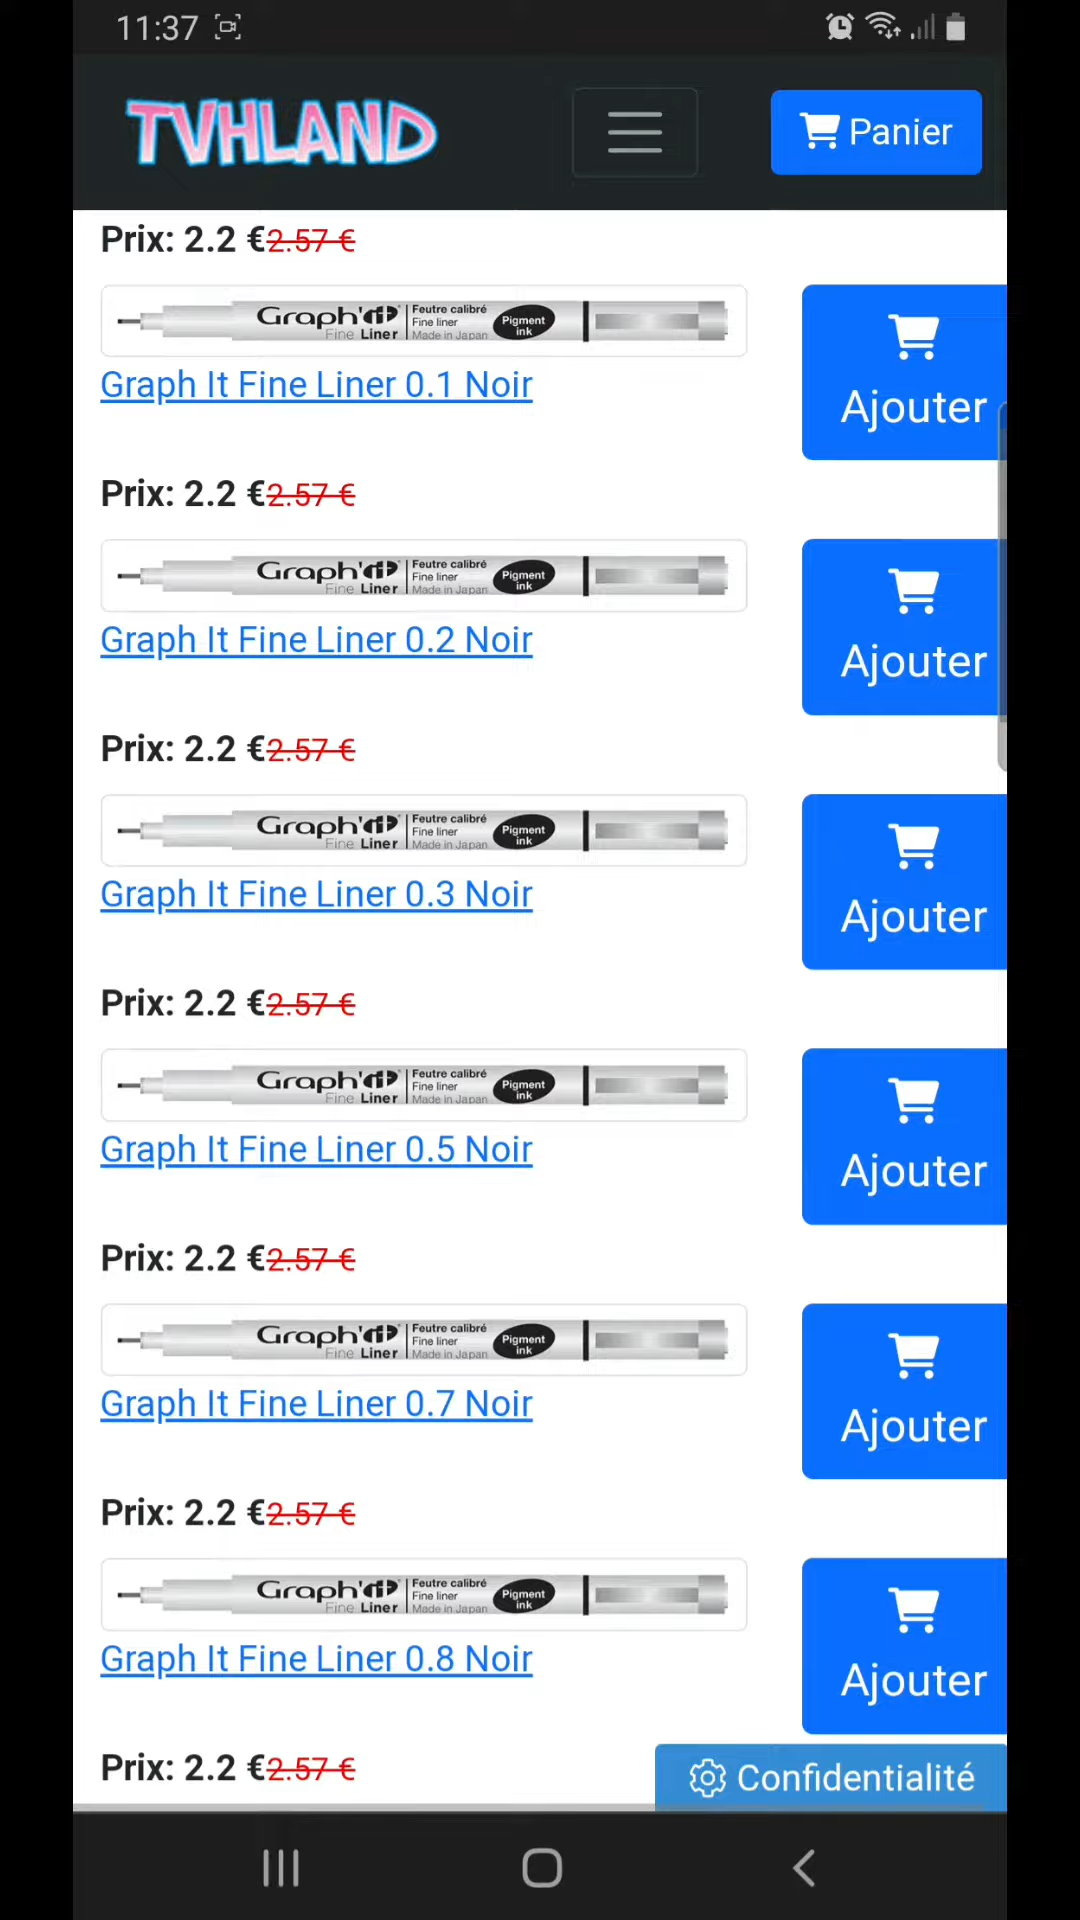 11:37
TVHLAND
Panier
Prix: 2.2 €2.57 €
Graph'it Feutre calibré
Fine liner
Fine Liner Made in Japan
Pigment
ink
Graph It Fine Liner 0.1 Noir
Ajouter
Prix: 2.2 €2.57 €
Graph'it Feutre calibré
Fine liner
Fine Liner Made in Japan
Pigment
ink
Graph It Fine Liner 0.2 Noir
Ajouter
Prix: 2.2 €2.57 €
Graph'it Feutre calibré
Fine liner
Fine Liner Made in Japan
Pigment
ink
Graph It Fine Liner 0.3 Noir
Ajouter
Prix: 2.2 €2.57 €
Graph'it Feutre calibré
Fine liner
Fine Liner Made in Japan
Pigment
ink
Graph It Fine Liner 0.5 Noir
Ajouter
Prix: 2.2 €2.57 €
Graph'it Feutre calibré
Fine liner
Fine Liner Made in Japan
Pigment
ink
Graph It Fine Liner 0.7 Noir
Ajouter
Prix: 2.2 €2.57 €
Graph'it Feutre calibré
Fine liner
Fine Liner Made in Japan
Pigment
ink
Graph It Fine Liner 0.8 Noir
Ajouter
Prix: 2.2 €2.57 €
Confidentialité